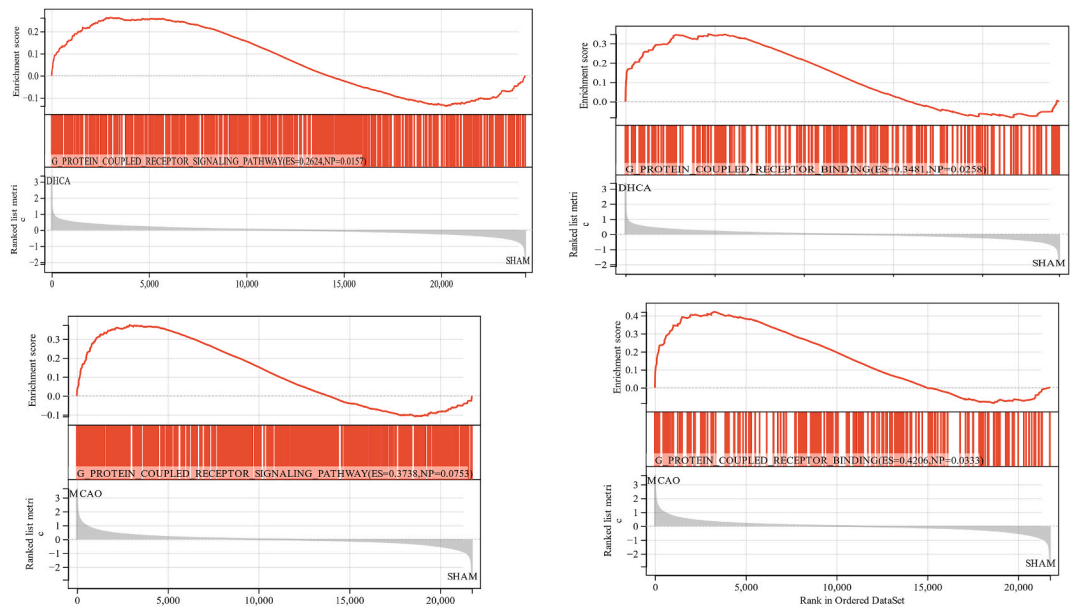 Enrichment score
0.2
0.1
0.0
−0.1
G_PROTEIN_COUPLED_RECEPTOR_SIGNALING_PATHWAY(ES=0.2624,NP=0.0157)
Ranked list metri
c
3
2
1
0
−1
−2
DHCA
SHAM
0
5,000
10,000
15,000
20,000
Enrichment score
0.3
0.2
0.1
0.0
G_PROTEIN_COUPLED_RECEPTOR_BINDING(ES=0.3481,NP=0.0258)
Ranked list metri
c
3
2
1
0
−1
−2
DHCA
SHAM
Enrichment score
0.3
0.2
0.1
0.0
−0.1
G_PROTEIN_COUPLED_RECEPTOR_SIGNALING_PATHWAY(ES=0.3738,NP=0.0753)
Ranked list metri
c
3
2
1
0
−1
−2
MCAO
SHAM
0
5,000
10,000
15,000
20,000
Enrichment score
0.4
0.3
0.2
0.1
0.0
G_PROTEIN_COUPLED_RECEPTOR_BINDING(ES=0.4206,NP=0.0333)
Ranked list metri
c
3
2
1
0
−1
−2
MCAO
SHAM
0
5,000
10,000
15,000
20,000
Rank in Ordered DataSet